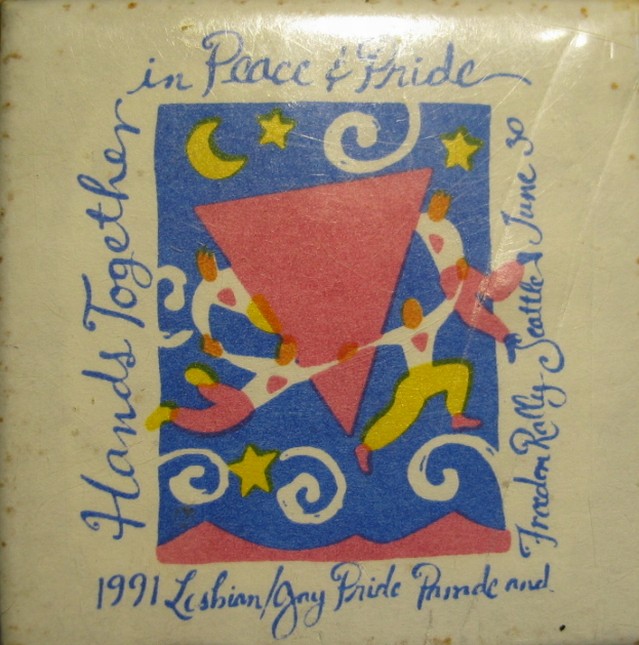 Hands Together
in Peace & Pride
1991 Lesbian/Gay Pride Parade and
Freedom Rally Seattle June 30